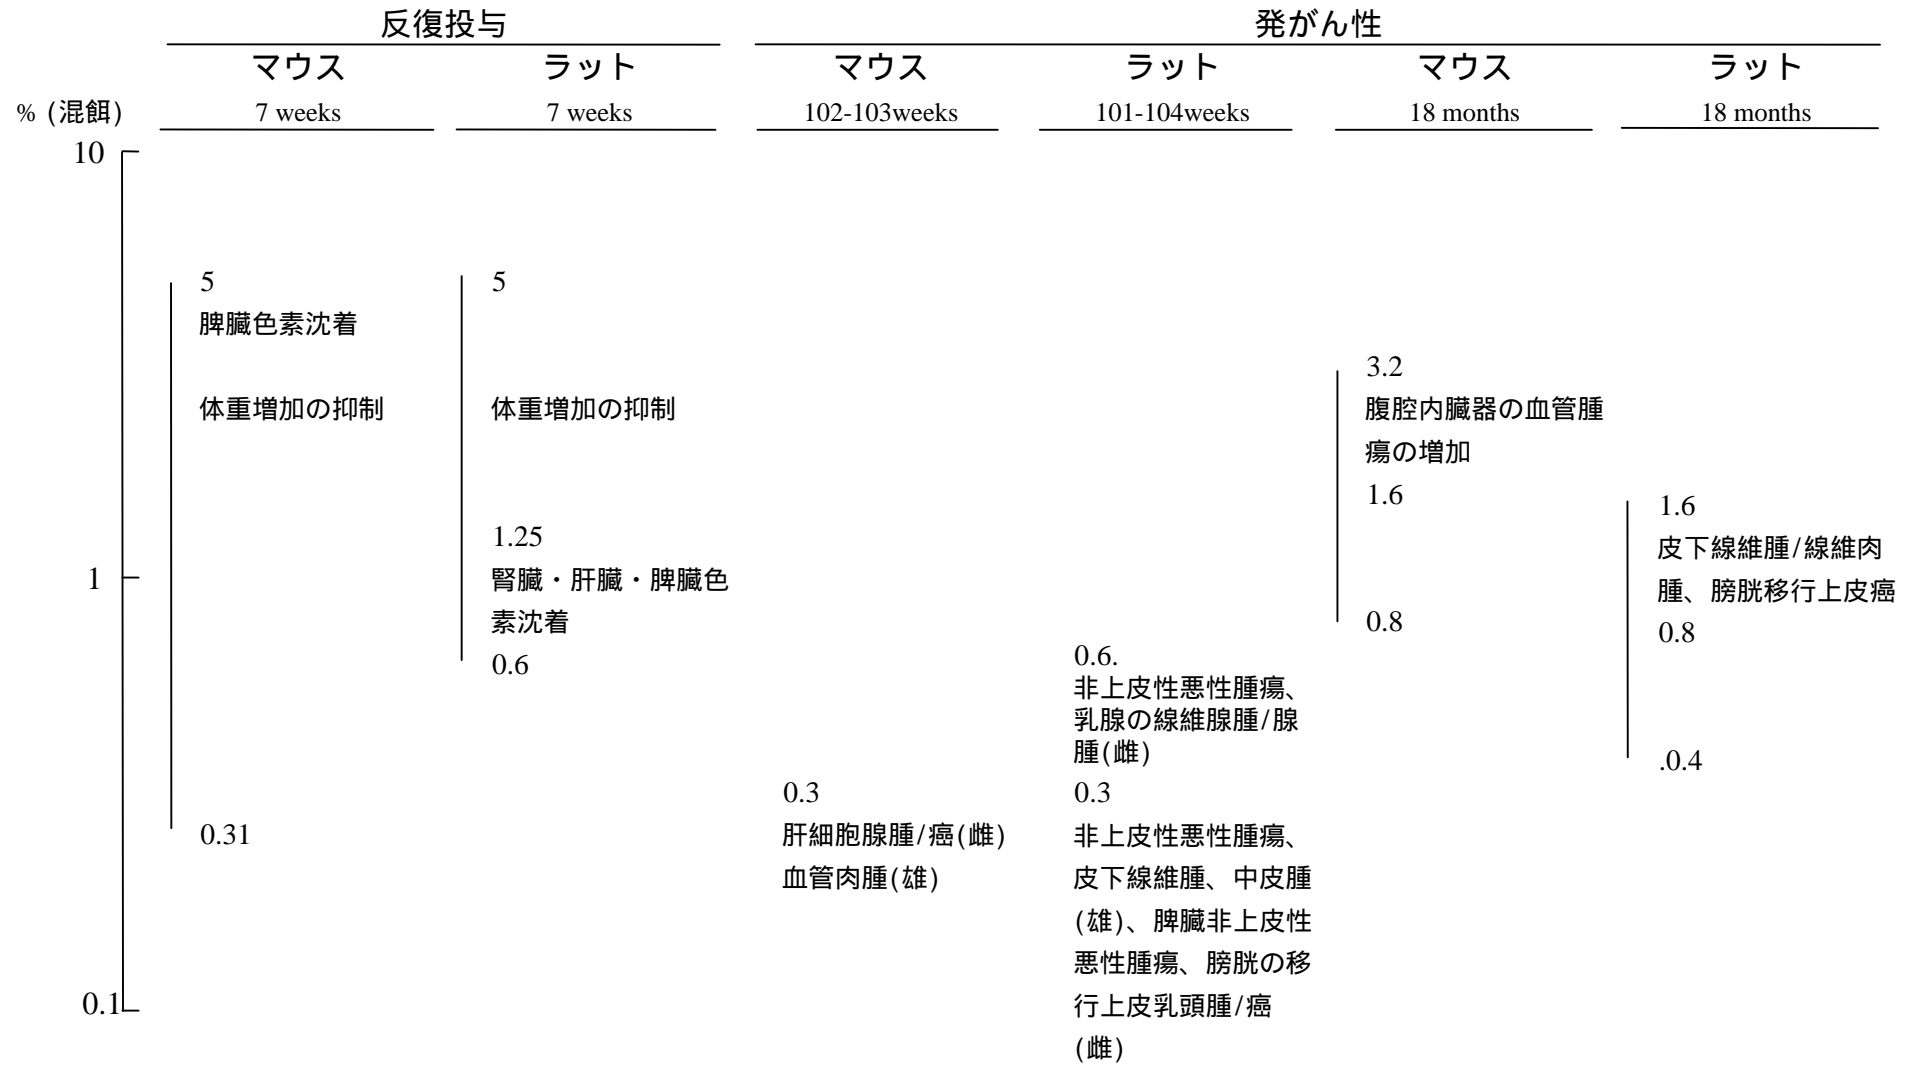 反復投与
発がん性
マウス
ラット
マウス
ラット
マウス
ラット
% (混餌)
7 weeks
7 weeks
102-103weeks
101-104weeks
18 months
18 months
10
1
0.1
5
脾臓色素沈着
体重増加の抑制
0.31
5
体重増加の抑制
1.25
腎臓・肝臓・脾臓色
素沈着
0.6
0.3
肝細胞腺腫/癌(雌)
血管肉腫(雄)
0.6.
非上皮性悪性腫瘍、
乳腺の線維腺腫/腺
腫(雌)
0.3
非上皮性悪性腫瘍、
皮下線維腫、中皮腫
(雄)、脾臓非上皮性
悪性腫瘍、膀胱の移
行上皮乳頭腫/癌
(雌)
3.2
腹腔内臓器の血管腫
瘍の増加
1.6
0.8
1.6
皮下線維腫/線維肉
腫、膀胱移行上皮癌
0.8
.0.4